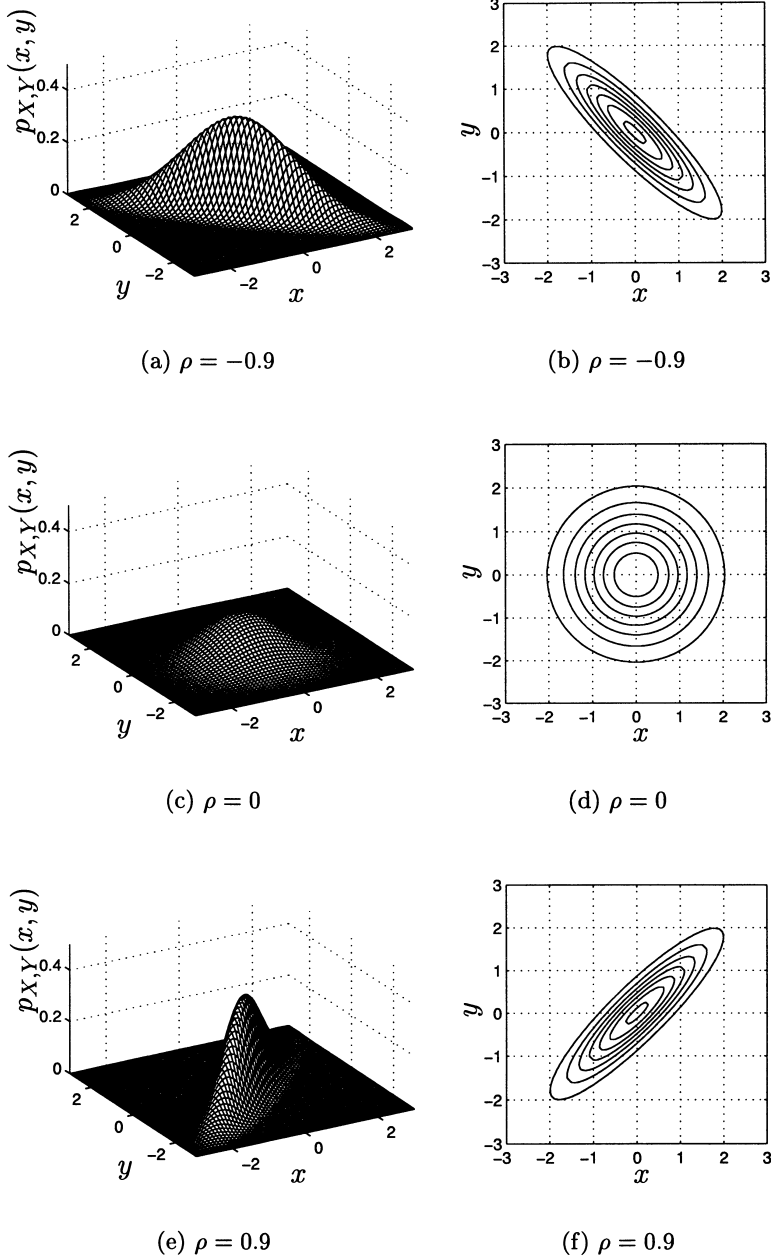 p_{X,Y}(x, y)
0.4
0.2
0
2
0
−2
y
−2
0
2
x
3
2
1
0
−1
−2
−3
y
−3 −2 −1 0 1 2 3
x
(a) ρ = −0.9
(b) ρ = −0.9
p_{X,Y}(x, y)
0.4
0.2
0
2
0
−2
y
−2
0
2
x
3
2
1
0
−1
−2
−3
y
−3 −2 −1 0 1 2 3
x
(c) ρ = 0
(d) ρ = 0
p_{X,Y}(x, y)
0.4
0.2
0
2
0
−2
y
−2
0
2
x
3
2
1
0
−1
−2
−3
y
−3 −2 −1 0 1 2 3
x
(e) ρ = 0.9
(f) ρ = 0.9